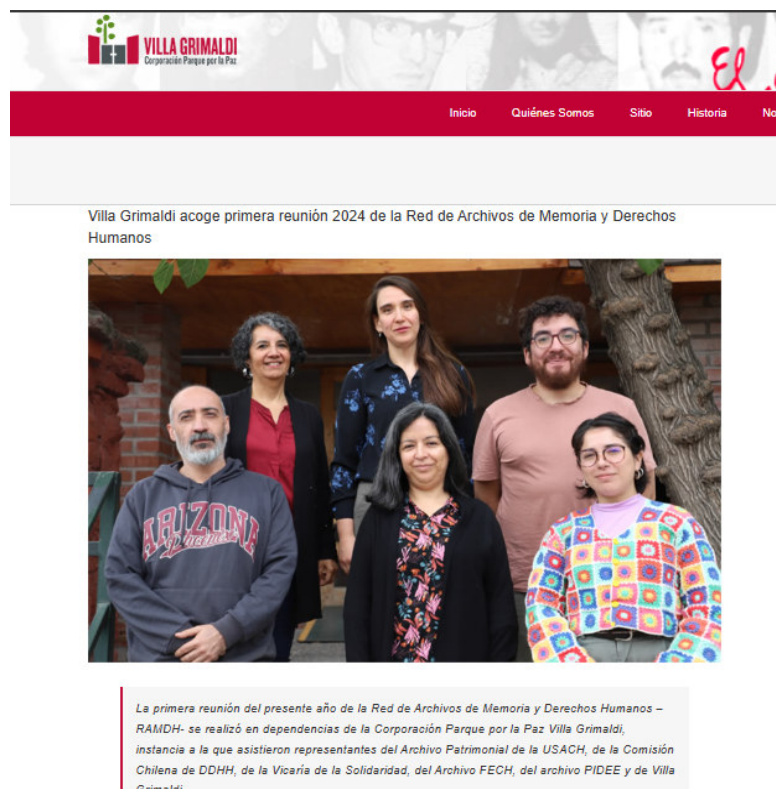 VILLA GRIMALDI
Corporación Parque por la Paz
El
Inicio Quiénes Somos Sitio Historia No
Villa Grimaldi acoge primera reunión 2024 de la Red de Archivos de Memoria y Derechos
Humanos
ARIZONA
Phoenix
La primera reunión del presente año de la Red de Archivos de Memoria y Derechos Humanos –
RAMDH- se realizó en dependencias de la Corporación Parque por la Paz Villa Grimaldi,
instancia a la que asistieron representantes del Archivo Patrimonial de la USACH, de la Comisión
Chilena de DDHH, de la Vicaría de la Solidaridad, del Archivo FECH, del archivo PIDEE y de Villa
Grimaldi